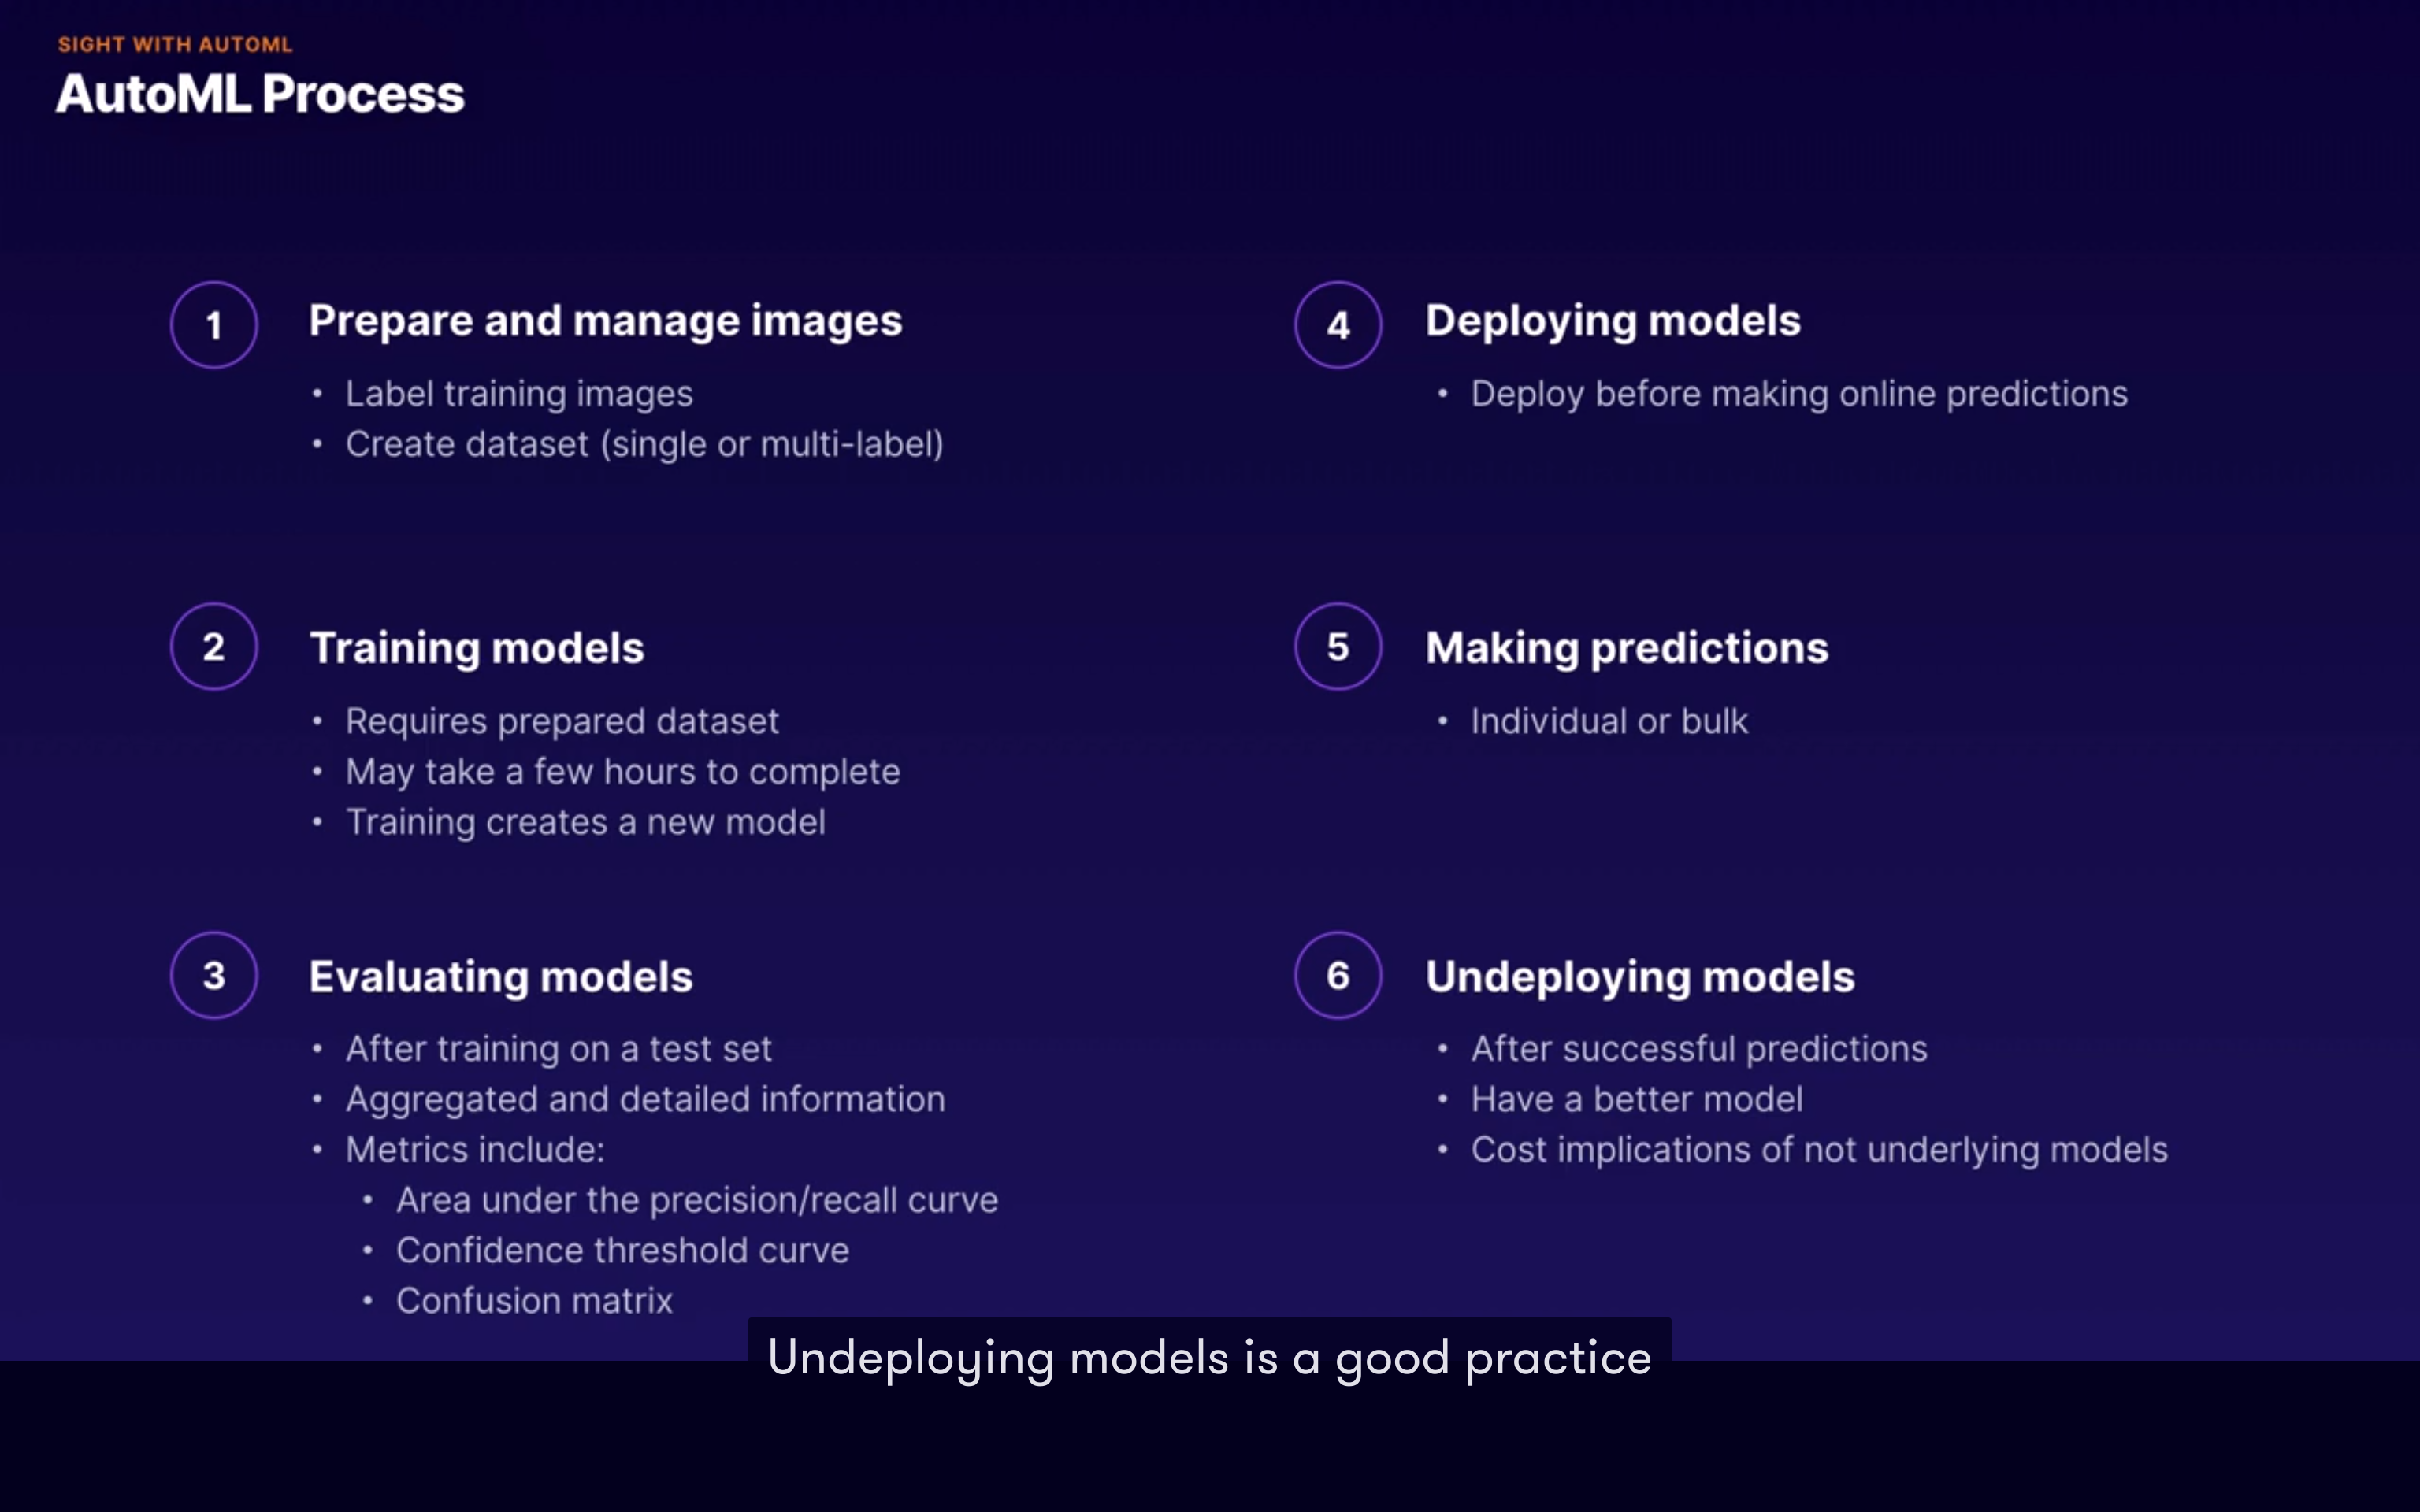 SIGHT WITH AUTOML
AutoML Process
1
Prepare and manage images
• Label training images
• Create dataset (single or multi-label)
2
Training models
• Requires prepared dataset
• May take a few hours to complete
• Training creates a new model
3
Evaluating models
• After training on a test set
• Aggregated and detailed information
• Metrics include:
• Area under the precision/recall curve
• Confidence threshold curve
• Confusion matrix
4
Deploying models
• Deploy before making online predictions
5
Making predictions
• Individual or bulk
6
Undeploying models
• After successful predictions
• Have a better model
• Cost implications of not underlying models
Undeploying models is a good practice